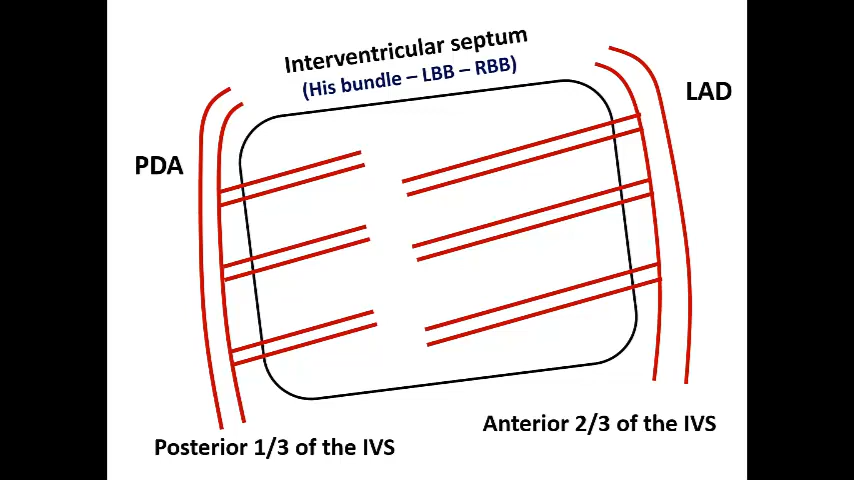 Interventricular septum
(His bundle – LBB – RBB)
LAD
PDA
Anterior 2/3 of the IVS
Posterior 1/3 of the IVS